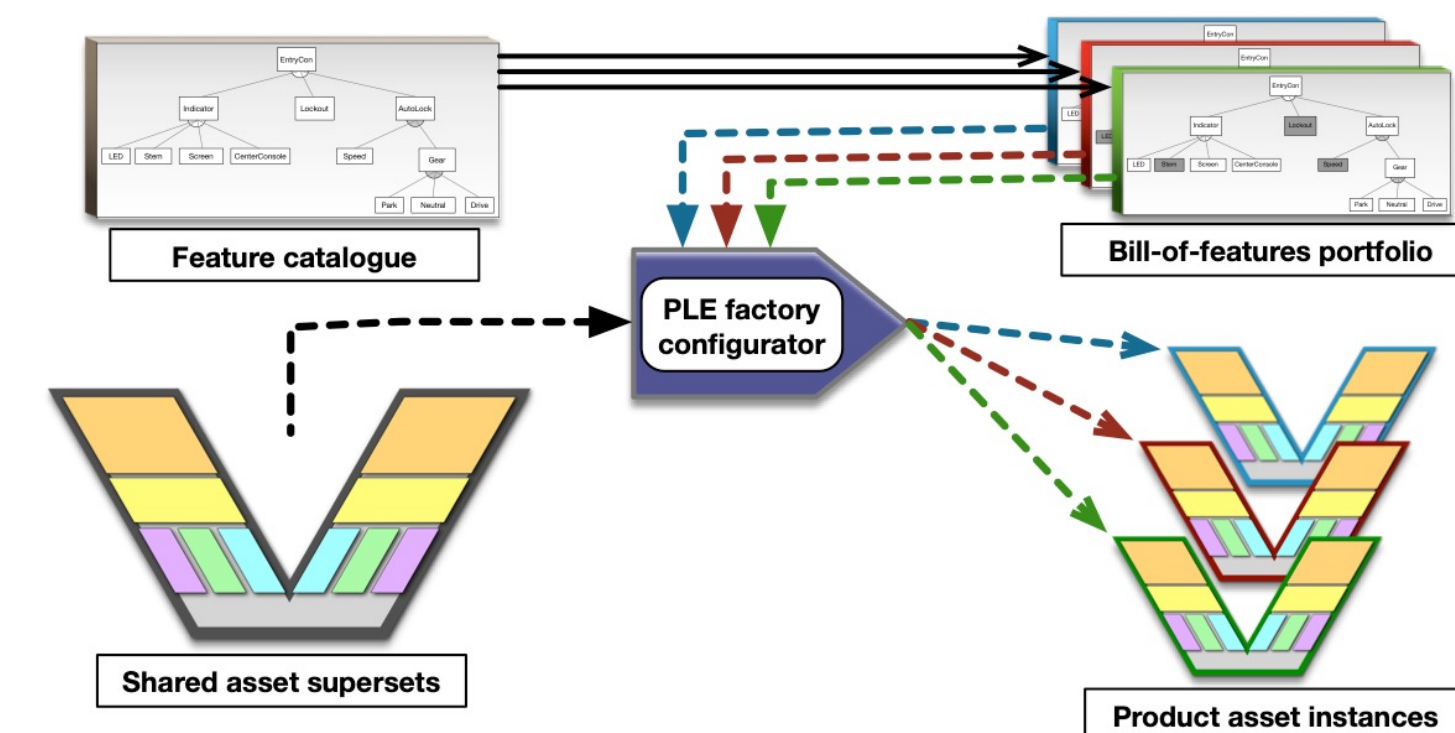 EntryCon
Indicator
Lockout
AutoLock
LED
Stem
Screen
CenterConsole
Speed
Gear
Park
Neutral
Drive
Feature catalogue
EntryCon
EntryCon
LED
EntryCon
Indicator
Lockout
AutoLock
LED
Stem
Screen
CenterConsole
Speed
Gear
Park
Neutral
Drive
Bill-of-features portfolio
PLE factory
configurator
Shared asset supersets
Product asset instances